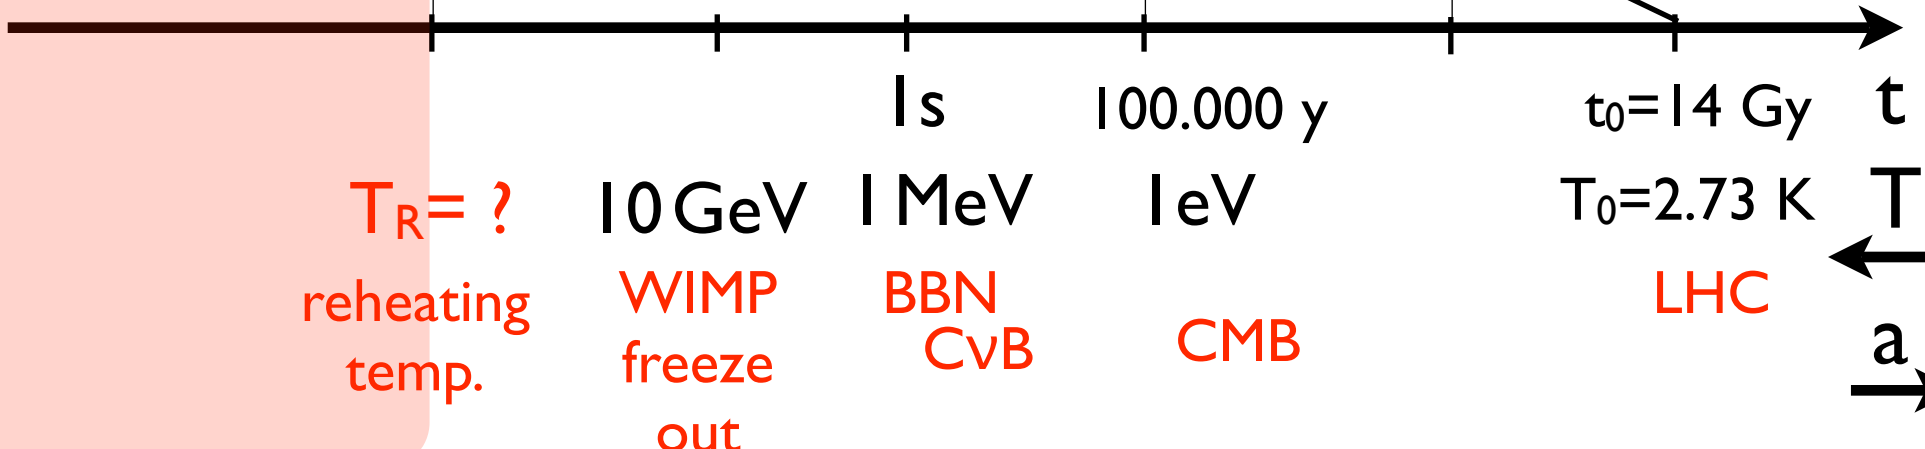 1s 100.000 y t₀=14 Gy t
T_R= ? 10 GeV 1 MeV 1 eV T₀=2.73 K T
reheating temp.
WIMP freeze out
BBN
CνB
CMB
LHC
a